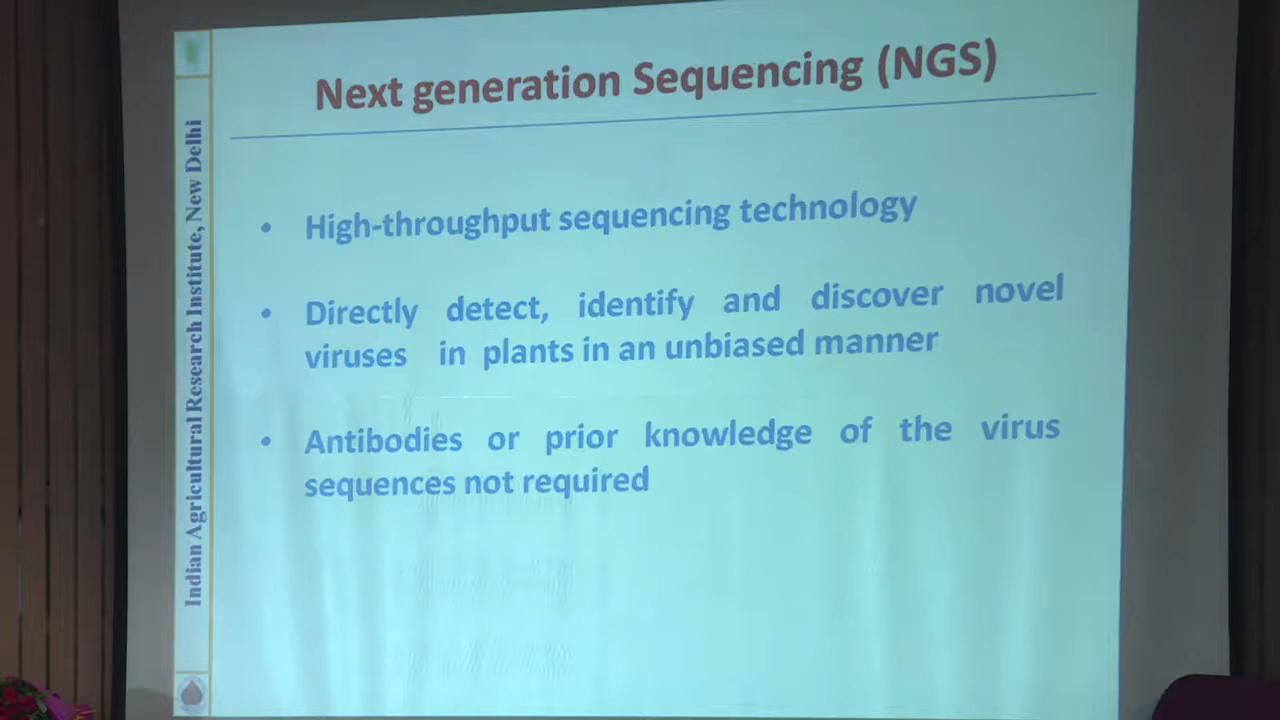 Next generation Sequencing (NGS)
Indian Agricultural Research Institute, New Delhi
• High-throughput sequencing technology
• Directly detect, identify and discover novel
viruses in plants in an unbiased manner
• Antibodies or prior knowledge of the virus
sequences not required